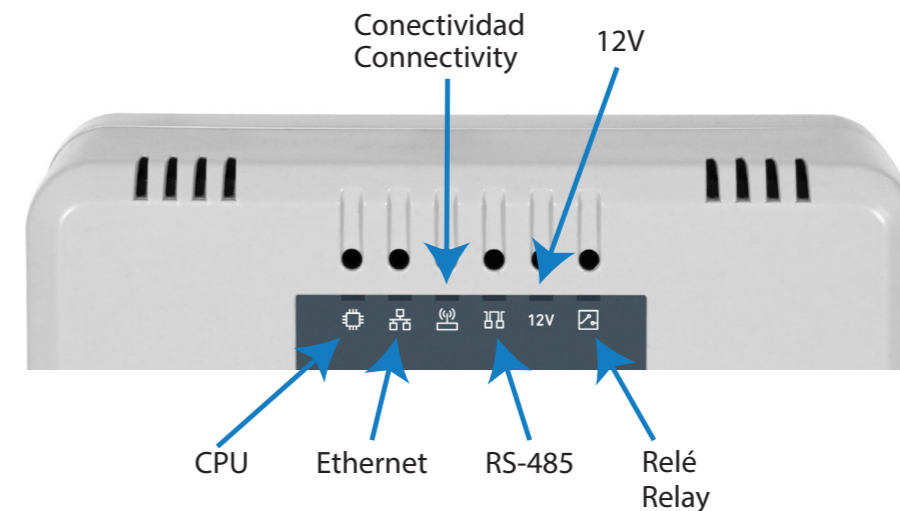 Conectividad
Connectivity
12V
12V
CPU
Ethernet
RS-485
Relé
Relay